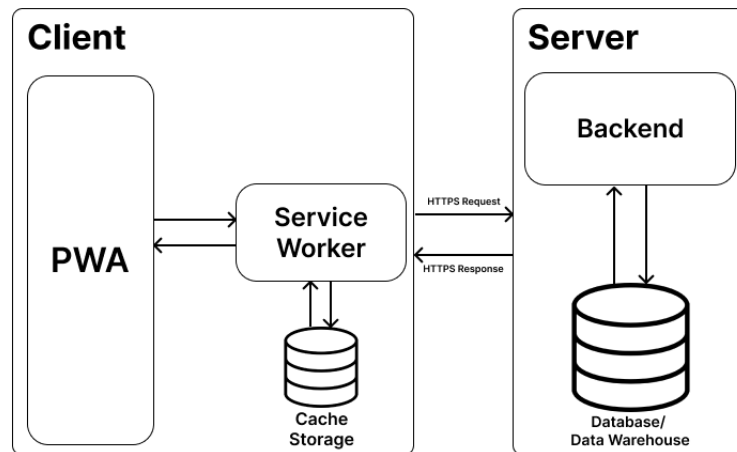 Client
Server
Backend
PWA
Service
Worker
HTTPS Request
HTTPS Response
Cache
Storage
Database/
Data Warehouse